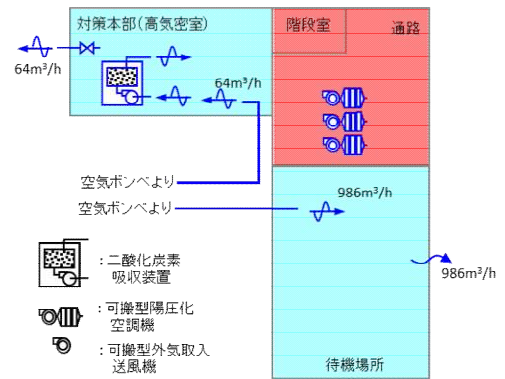 対策本部(高気密室)
階段室
通路
64m³/h
64m³/h
空気ボンベより
空気ボンベより
986m³/h
986m³/h
：二酸化炭素
吸収装置
：可搬型陽圧化
空調機
：可搬型外気取入
送風機
待機場所